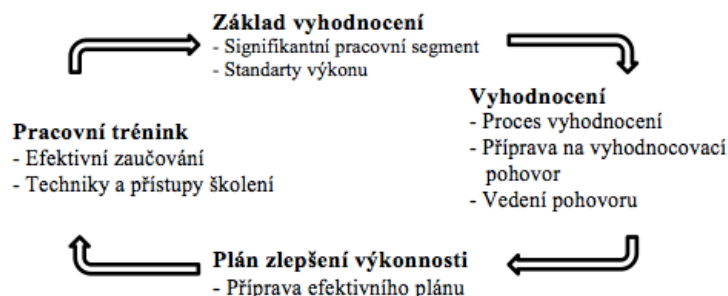 Základ vyhodnocení
- Signifikantní pracovní segment
- Standarty výkonu
Vyhodnocení
- Proces vyhodnocení
- Příprava na vyhodnocovací
pohovor
- Vedení pohovoru
Plán zlepšení výkonnosti
- Příprava efektivního plánu
Pracovní trénink
- Efektivní zaučování
- Techniky a přístupy školení